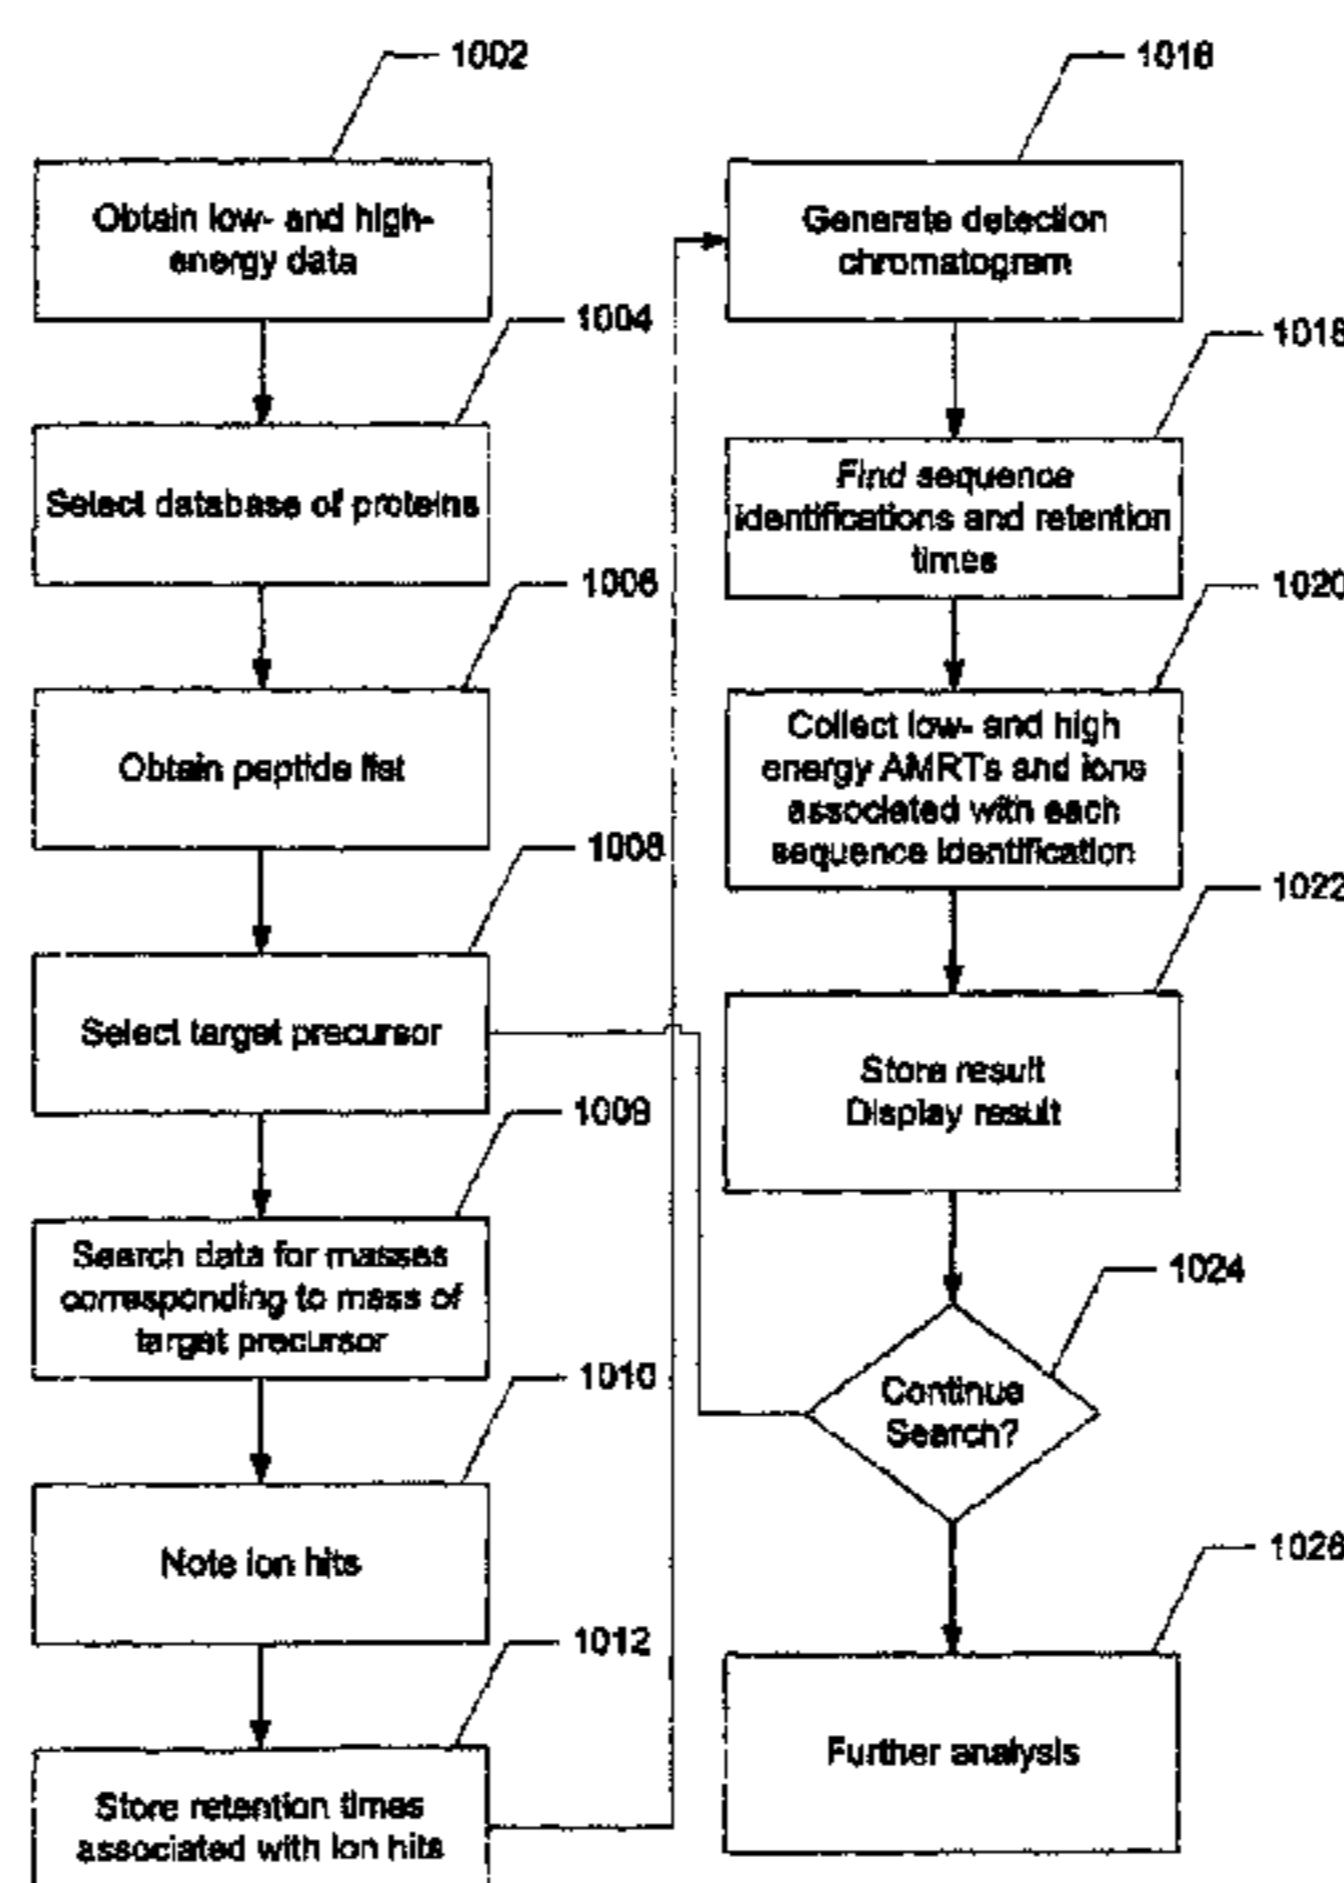 1002
Obtain low- and high-
energy data
1004
Select database of proteins
1006
Obtain peptide list
1008
Select target precursor
1009
Search data for masses
corresponding to mass of
target precursor
1010
Note ion hits
1012
Store retention times
associated with ion hits
1016
Generate detection
chromatogram
1018
Find sequence
identifications and retention
times
1020
Collect low- and high
energy AMRTs and ions
associated with each
sequence identification
1022
Store result
Display result
1024
Continue
Search?
1026
Further analysis